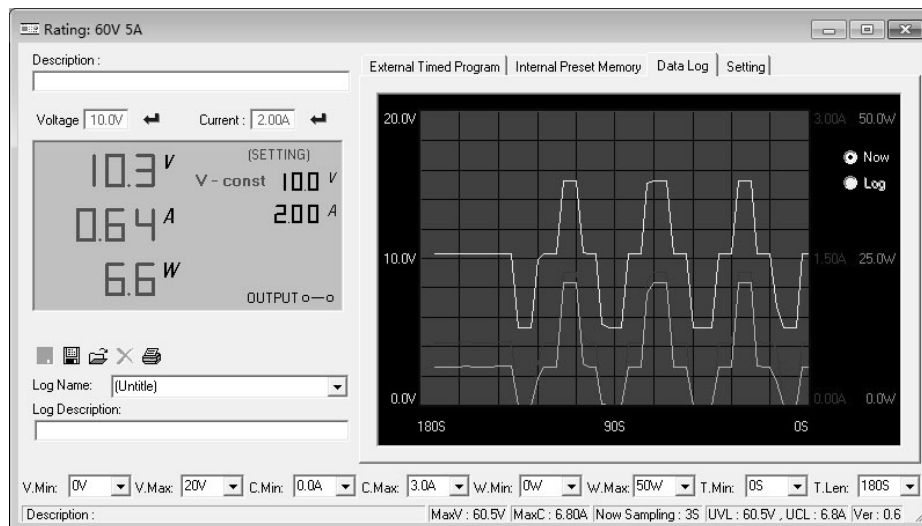 Rating: 60V 5A
Description :
Voltage 10.0V Current : 2.00A
10.3 V
(SETTING)
V - const 10.0 V
0.64 A
2.00 A
6.6 W
OUTPUT
Log Name: (Untitle)
Log Description:
External Timed Program Internal Preset Memory Data Log Setting
20.0V 3.00A 50.0W
Now
Log
10.0V 1.50A 25.0W
0.0V 0.00A 0.0W
180S 90S 0S
V.Min: 0V V.Max: 20V C.Min: 0.0A C.Max: 3.0A W.Min: 0W W.Max: 50W T.Min: 0S T.Len: 180S
Description : MaxV : 60.5V MaxC : 6.80A Now Sampling : 3S UVL : 60.5V , UCL : 6.8A Ver : 0.6